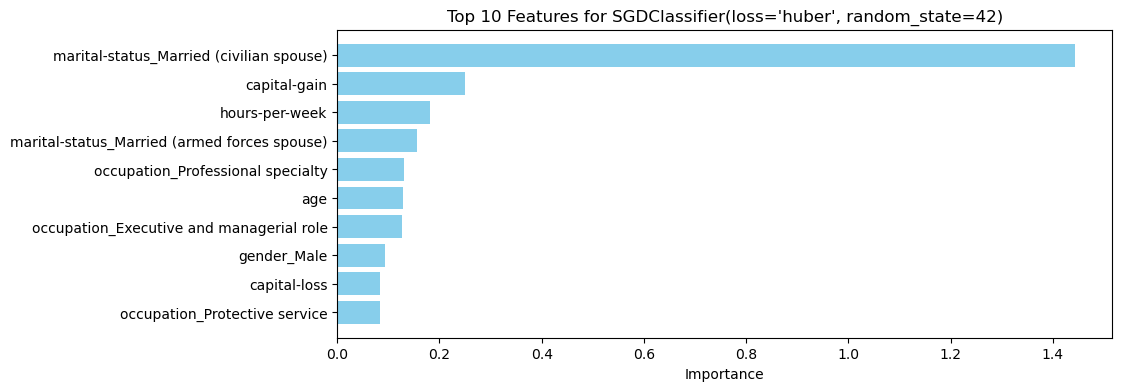 Top 10 Features for SGDClassifier(loss='huber', random_state=42)
marital-status_Married (civilian spouse)
capital-gain
hours-per-week
marital-status_Married (armed forces spouse)
occupation_Professional specialty
age
occupation_Executive and managerial role
gender_Male
capital-loss
occupation_Protective service
0.0 0.2 0.4 0.6 0.8 1.0 1.2 1.4
Importance